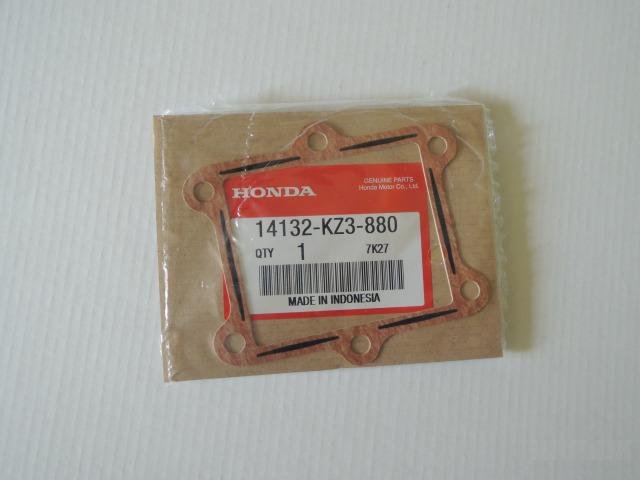 HONDA
GENUINE PARTS
Honda Motor Co., Ltd.
14132-KZ3-880
QTY 1 7K27
MADE IN INDONESIA